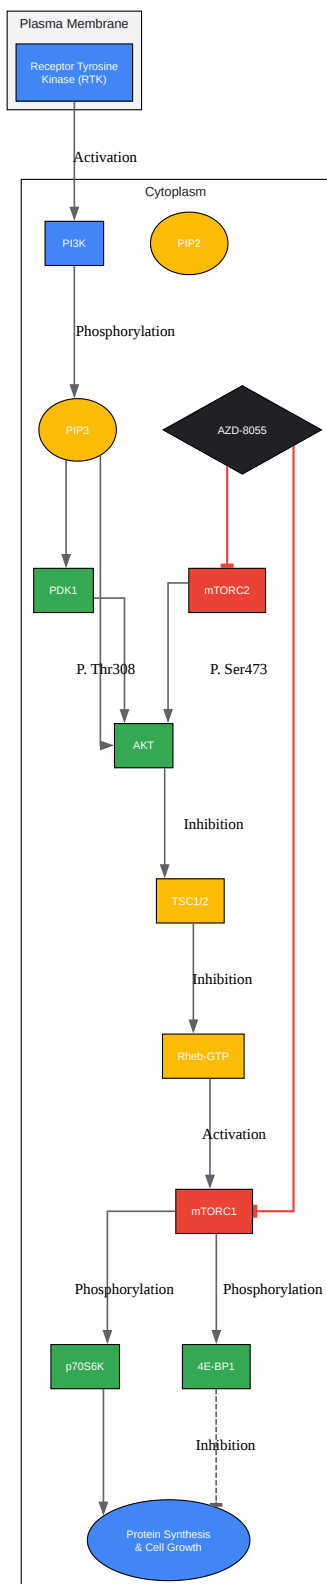 Plasma Membrane
Receptor Tyrosine
Kinase (RTK)
Activation
Cytoplasm
PI3K
PIP2
Phosphorylation
PIP3
AZD-8055
PDK1
mTORC2
P. Thr308
P. Ser473
AKT
Inhibition
TSC1/2
Inhibition
Rheb-GTP
Activation
mTORC1
Phosphorylation
Phosphorylation
p70S6K
4E-BP1
Inhibition
Protein Synthesis
& Cell Growth